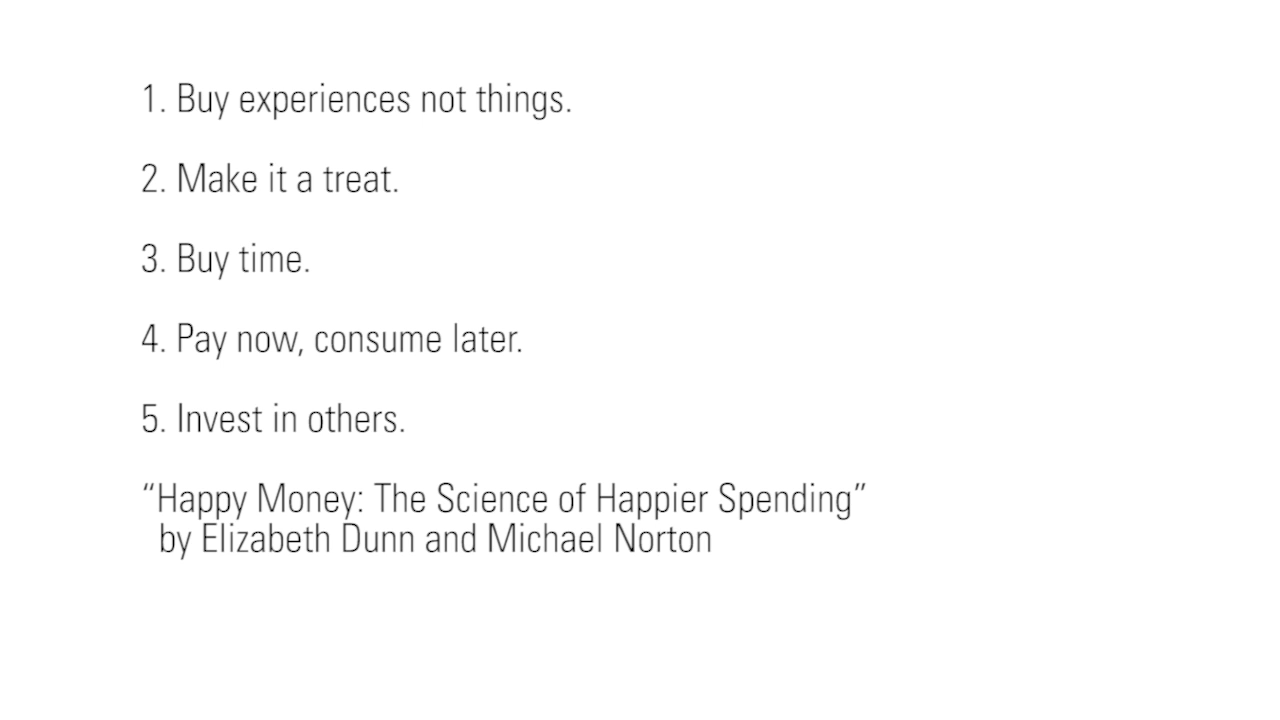 1. Buy experiences not things.
2. Make it a treat.
3. Buy time.
4. Pay now, consume later.
5. Invest in others.
“Happy Money: The Science of Happier Spending”
by Elizabeth Dunn and Michael Norton